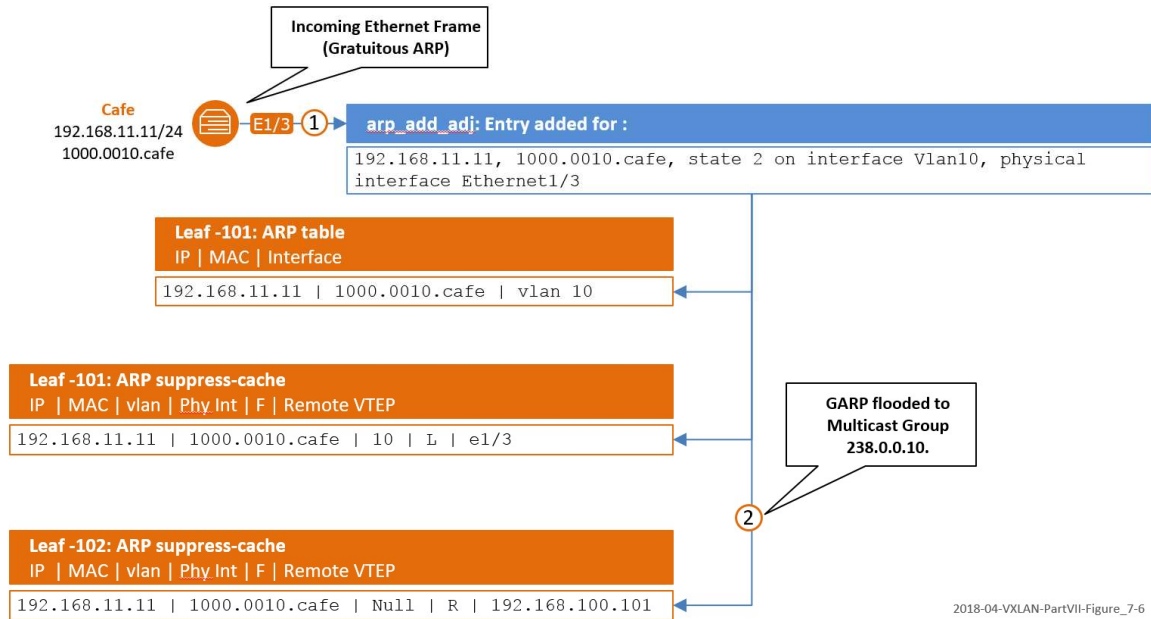 Incoming Ethernet Frame
(Gratuitous ARP)
Cafe
192.168.11.11/24
1000.0010.cafe
E1/3
1
arp_add_adj: Entry added for :
192.168.11.11, 1000.0010.cafe, state 2 on interface Vlan10, physical
interface Ethernet1/3
Leaf -101: ARP table
IP | MAC | Interface
192.168.11.11 | 1000.0010.cafe | vlan 10
Leaf -101: ARP suppress-cache
IP | MAC | vlan | Phy Int | F | Remote VTEP
192.168.11.11 | 1000.0010.cafe | 10 | L | e1/3
GARP flooded to
Multicast Group
238.0.0.10.
2
Leaf -102: ARP suppress-cache
IP | MAC | vlan | Phy Int | F | Remote VTEP
192.168.11.11 | 1000.0010.cafe | Null | R | 192.168.100.101
2018-04-VXLAN-PartVII-Figure_7-6